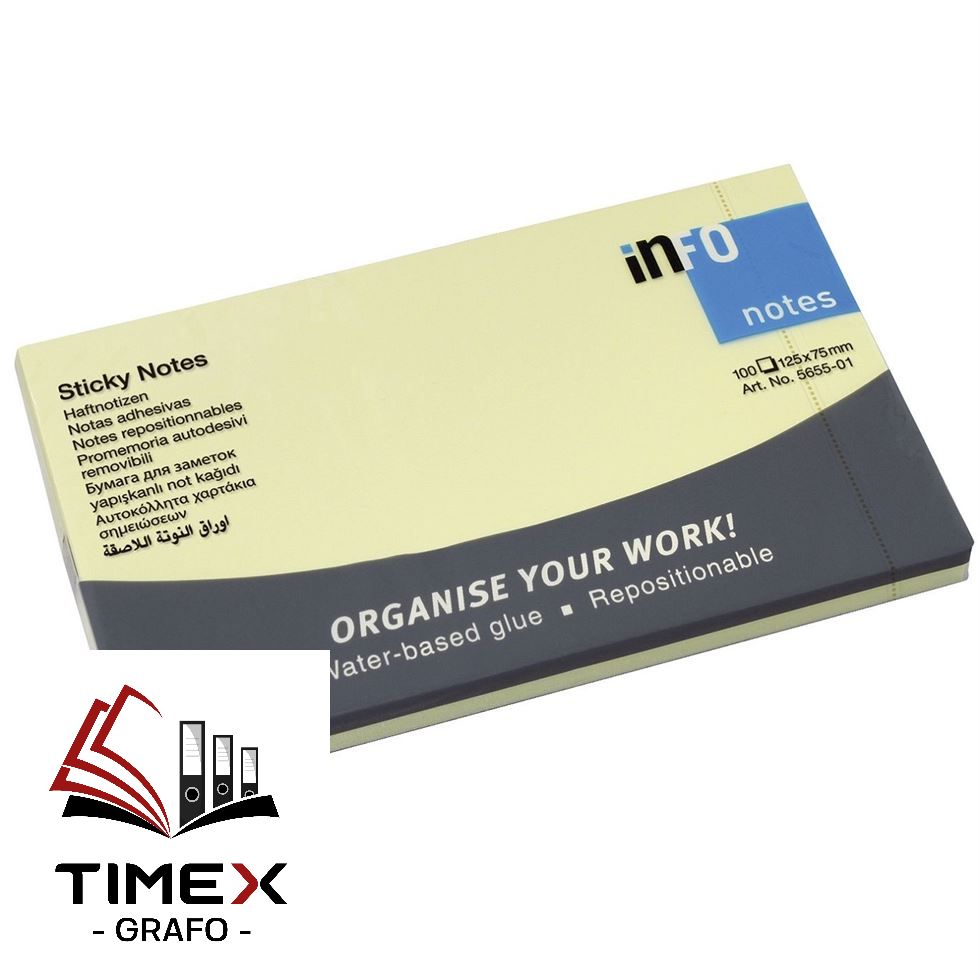 iNFO
notes
100 125x75mm
Art. No. 5655-01
Sticky Notes
Haftnotizen
Notas adhesivas
Notes repositionnables
Promemoria autodesivi
removibili
Бумага для заметок
yapışkanlı not kağıdı
Αυτοκόλλητα χαρτάκια
σημειώσεων
اوراق النوتة اللاصقة
ORGANISE YOUR WORK!
Water-based glue ▪ Repositionable
TIMEX
- GRAFO -